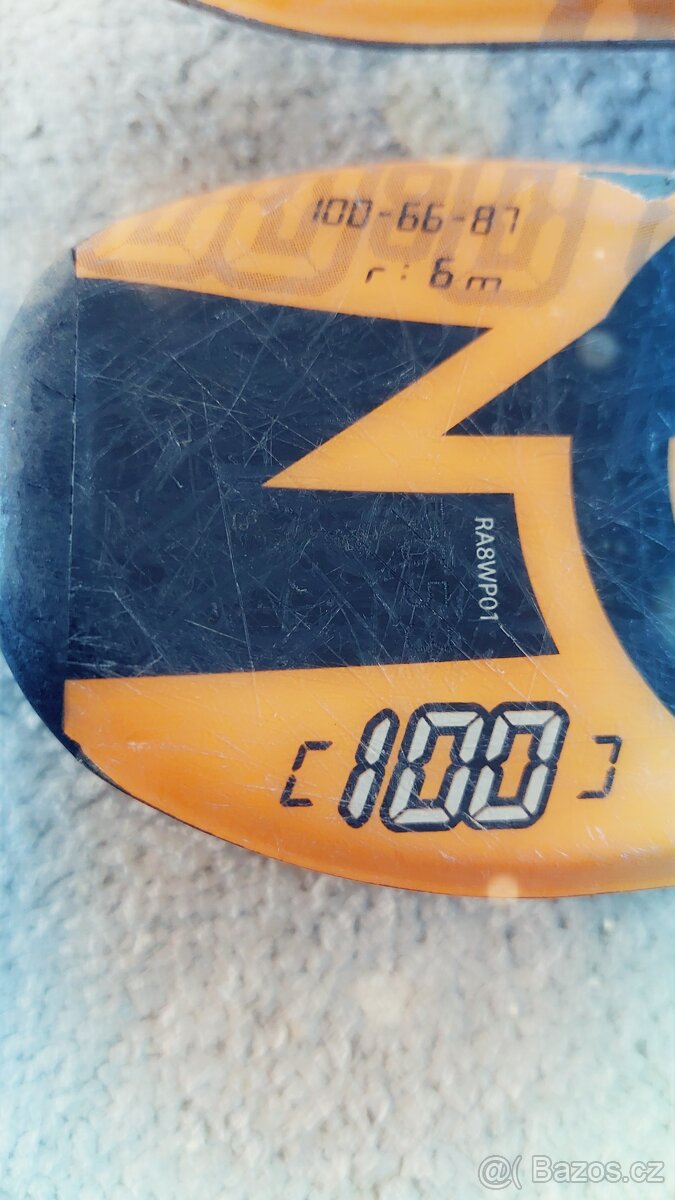 100-66-87
r: 6m
RA8WP01
[100]
@( Bazos.cz